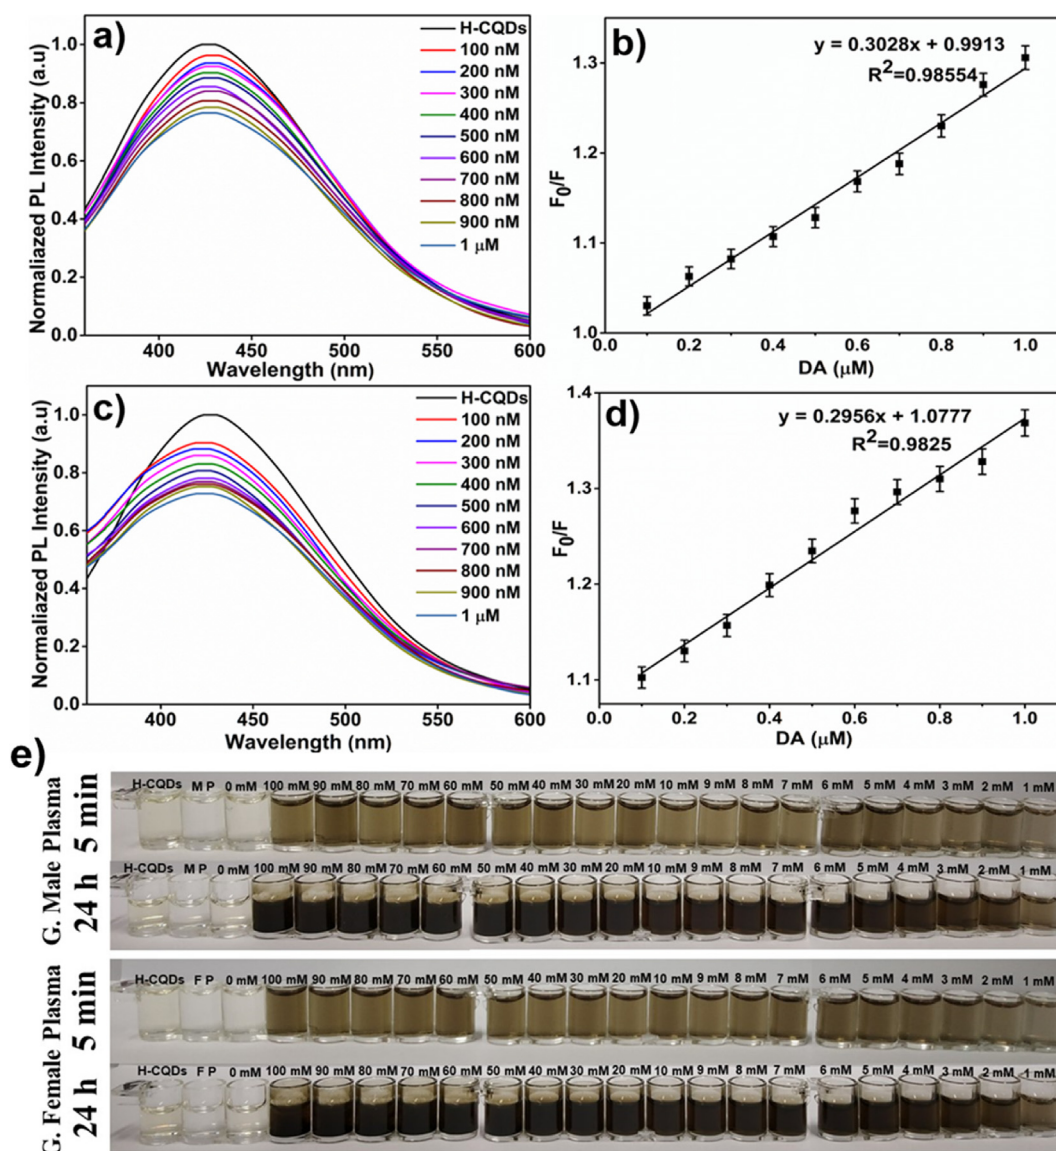 a)
Normaliazed PL Intensity (a.u)
1.0
0.8
0.6
0.4
0.2
0.0
400 450 500 550 600
Wavelength (nm)
H-CQDs
100 nM
200 nM
300 nM
400 nM
500 nM
600 nM
700 nM
800 nM
900 nM
1 μM
b)
y = 0.3028x + 0.9913
R²=0.98554
F₀/F
1.3
1.2
1.1
1.0
0.0 0.2 0.4 0.6 0.8 1.0
DA (μM)
c)
Normaliazed PL Intensity (a.u)
1.0
0.8
0.6
0.4
0.2
0.0
400 450 500 550 600
Wavelength (nm)
H-CQDs
100 nM
200 nM
300 nM
400 nM
500 nM
600 nM
700 nM
800 nM
900 nM
1 μM
d)
y = 0.2956x + 1.0777
R²=0.9825
F₀/F
1.4
1.3
1.2
1.1
0.0 0.2 0.4 0.6 0.8 1.0
DA (μM)
e)
G. Male Plasma
5 min
H-CQDs M P 0 mM 100 mM 90 mM 80 mM 70 mM 60 mM 50 mM 40 mM 30 mM 20 mM 10 mM 9 mM 8 mM 7 mM 6 mM 5 mM 4 mM 3 mM 2 mM 1 mM
24 h
H-CQDs M P 0 mM 100 mM 90 mM 80 mM 70 mM 60 mM 50 mM 40 mM 30 mM 20 mM 10 mM 9 mM 8 mM 7 mM 6 mM 5 mM 4 mM 3 mM 2 mM 1 mM
G. Female Plasma
5 min
H-CQDs F P 0 mM 100 mM 90 mM 80 mM 70 mM 60 mM 50 mM 40 mM 30 mM 20 mM 10 mM 9 mM 8 mM 7 mM 6 mM 5 mM 4 mM 3 mM 2 mM 1 mM
24 h
H-CQDs F P 0 mM 100 mM 90 mM 80 mM 70 mM 60 mM 50 mM 40 mM 30 mM 20 mM 10 mM 9 mM 8 mM 7 mM 6 mM 5 mM 4 mM 3 mM 2 mM 1 mM